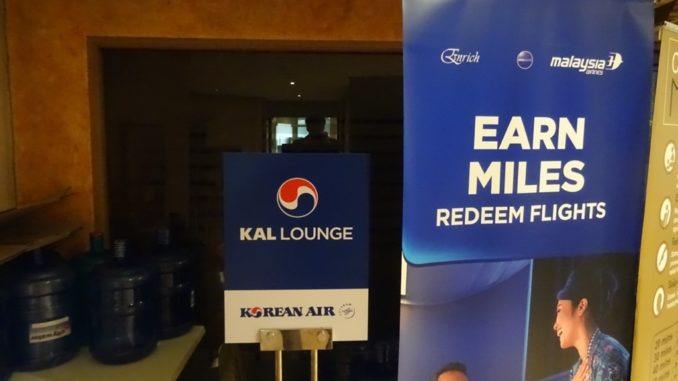 Enrich
malaysia
airlines
EARN
MILES
REDEEM FLIGHTS
KAL LOUNGE
KOREAN AIR